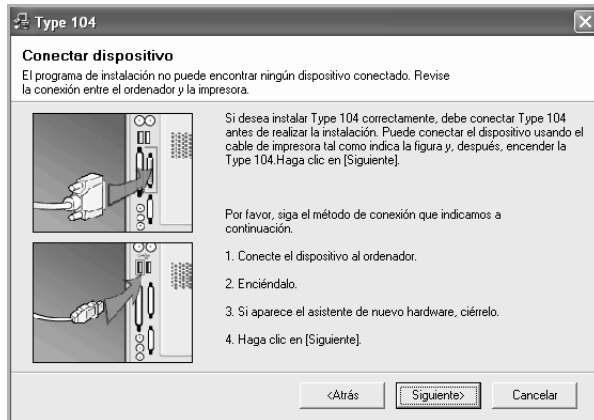 Type 104
Conectar dispositivo
El programa de instalación no puede encontrar ningún dispositivo conectado. Revise
la conexión entre el ordenador y la impresora.
Si desea instalar Type 104 correctamente, debe conectar Type 104
antes de realizar la instalación. Puede conectar el dispositivo usando el
cable de impresora tal como indica la figura y, después, encender la
Type 104.Haga clic en [Siguiente].
Por favor, siga el método de conexión que indicamos a
continuación.
1. Conecte el dispositivo al ordenador.
2. Enciéndalo.
3. Si aparece el asistente de nuevo hardware, ciérrelo.
4. Haga clic en [Siguiente].
<Atrás
Siguiente>
Cancelar